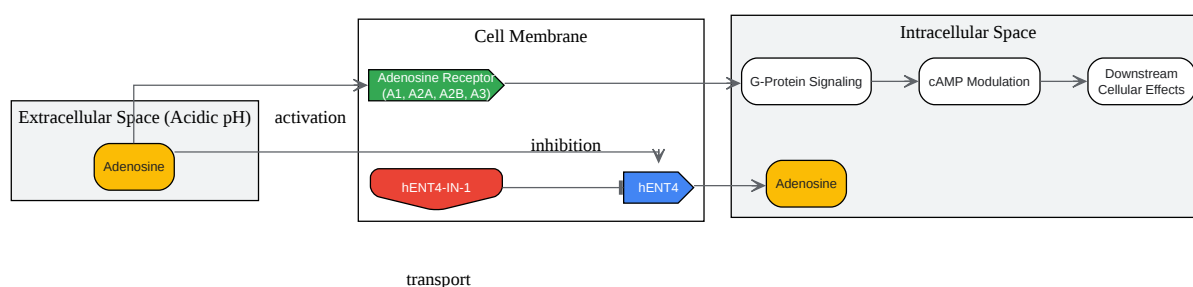 Extracellular Space (Acidic pH)
Adenosine
activation
Cell Membrane
Adenosine Receptor
(A1, A2A, A2B, A3)
inhibition
hENT4-IN-1
hENT4
Intracellular Space
G-Protein Signaling
cAMP Modulation
Downstream
Cellular Effects
Adenosine
transport